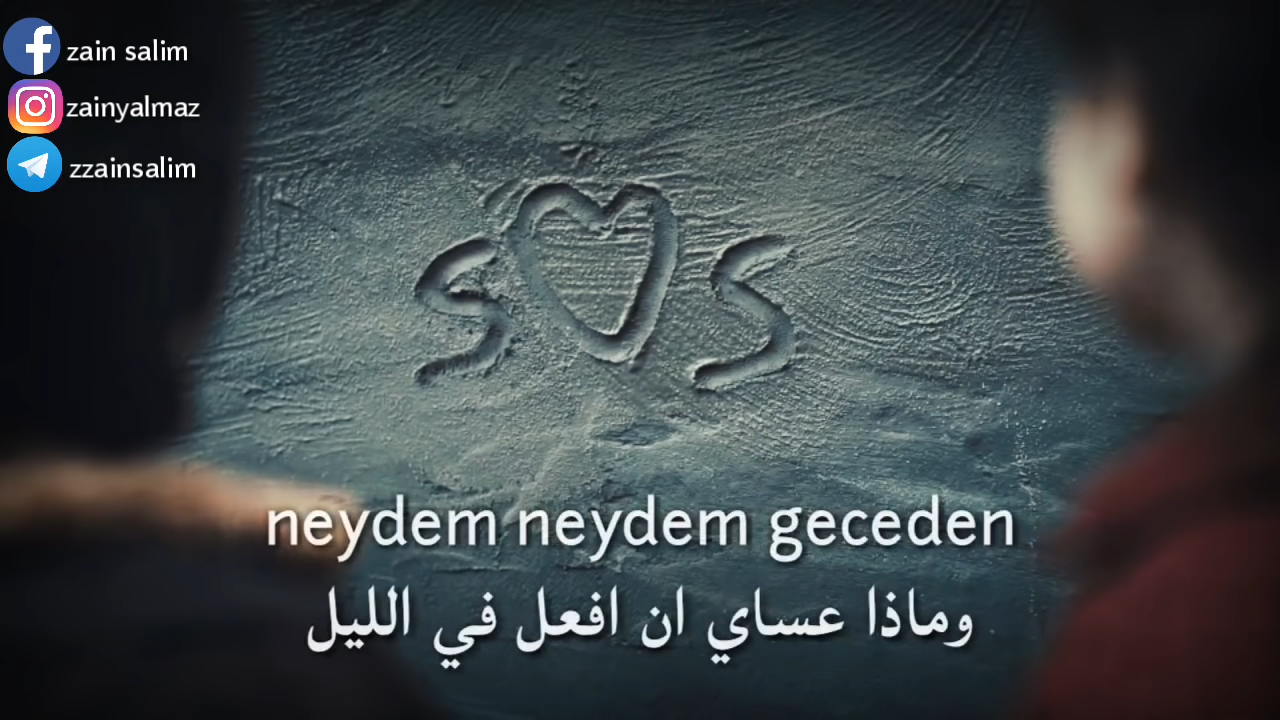 zain salim
zainyalmaz
zzainsalim
S S
neydem neydem geceden
وماذا عساي ان افعل في الليل